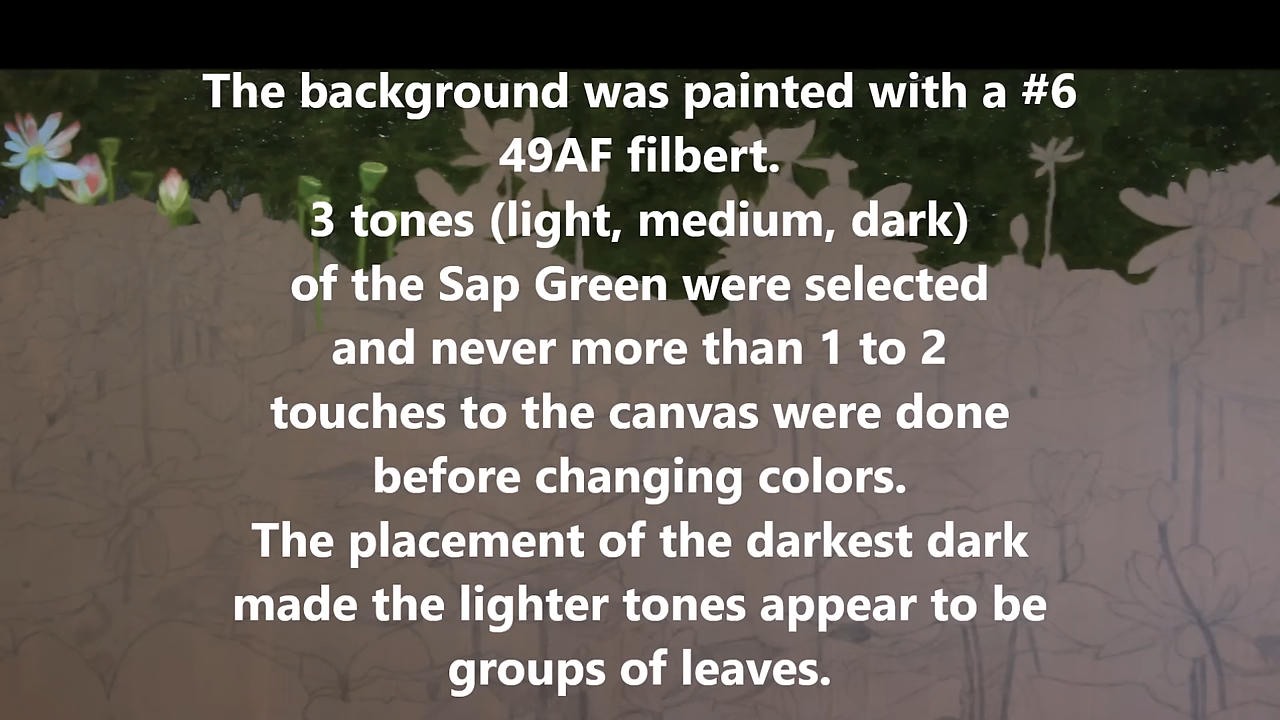 The background was painted with a #6
49AF filbert.
3 tones (light, medium, dark)
of the Sap Green were selected
and never more than 1 to 2
touches to the canvas were done
before changing colors.
The placement of the darkest dark
made the lighter tones appear to be
groups of leaves.